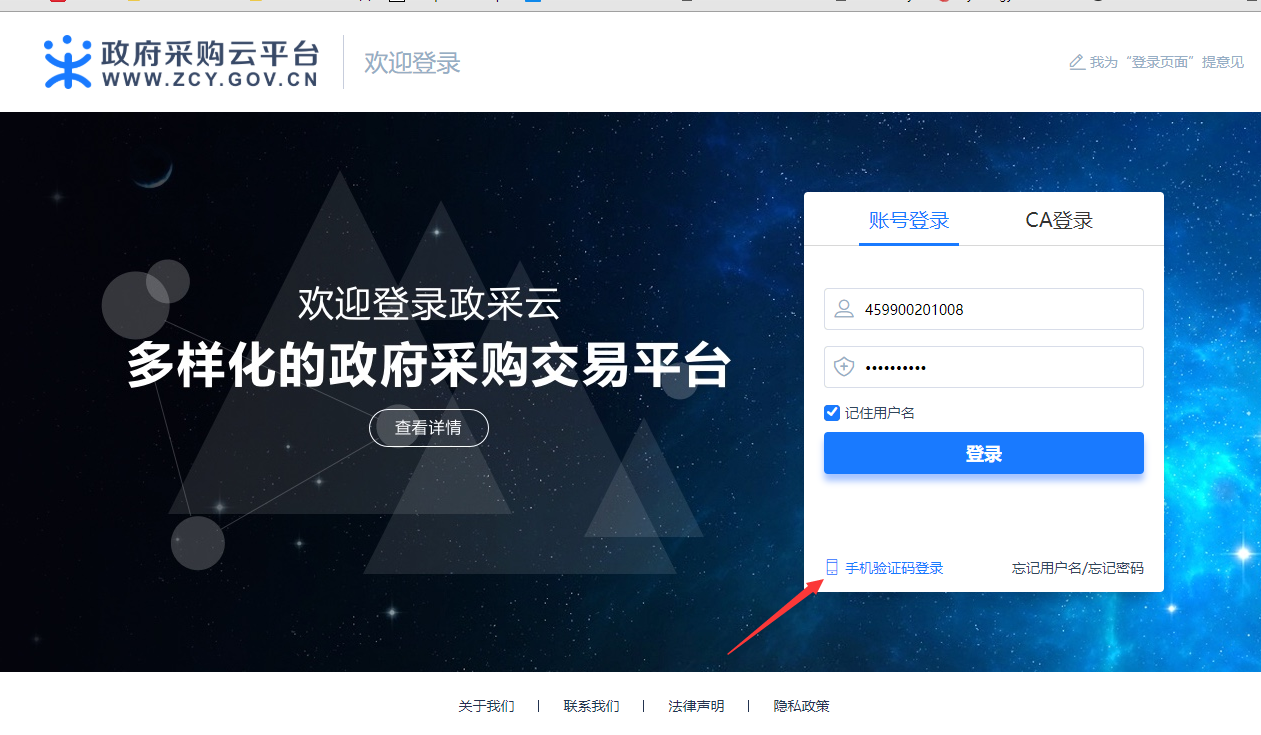 政府采购云平台
WWW.ZCY.GOV.CN
欢迎登录
我为“登录页面”提意见
账号登录
CA登录
459900201008
••••••••••
记住用户名
登录
手机验证码登录
忘记用户名/忘记密码
欢迎登录政采云
多样化的政府采购交易平台
查看详情
关于我们
联系我们
法律声明
隐私政策